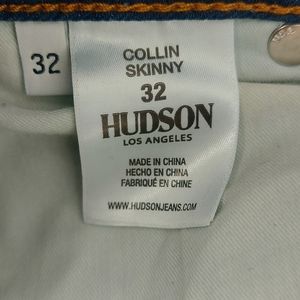 32
COLLIN
SKINNY
32
HUDSON
LOS ANGELES
MADE IN CHINA
HECHO EN CHINA
FABRIQUÉ EN CHINE
WWW.HUDSONJEANS.COM